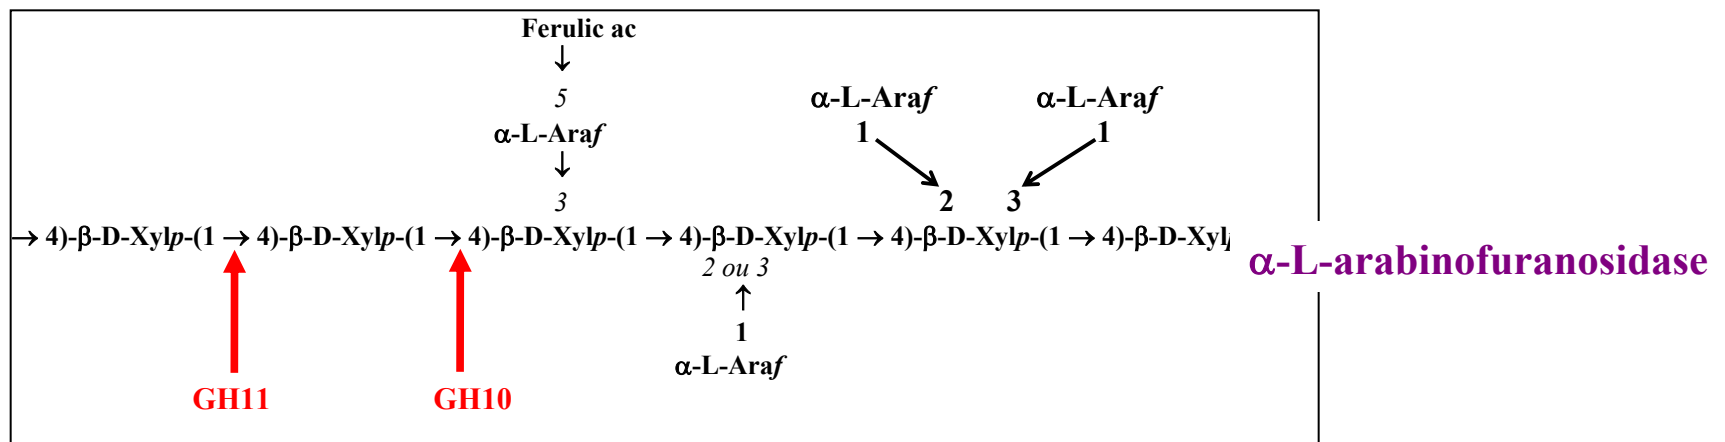 Ferulic ac
↓
5
α-L-Araf α-L-Araf α-L-Araf
1 1
↓
3 2 3
→ 4)-β-D-Xylp-(1 → 4)-β-D-Xylp-(1 → 4)-β-D-Xylp-(1 → 4)-β-D-Xylp-(1 → 4)-β-D-Xylp-(1 → 4)-β-D-Xyl
α-L-arabinofuranosidase
2 ou 3
↑
1
α-L-Araf
GH11 GH10